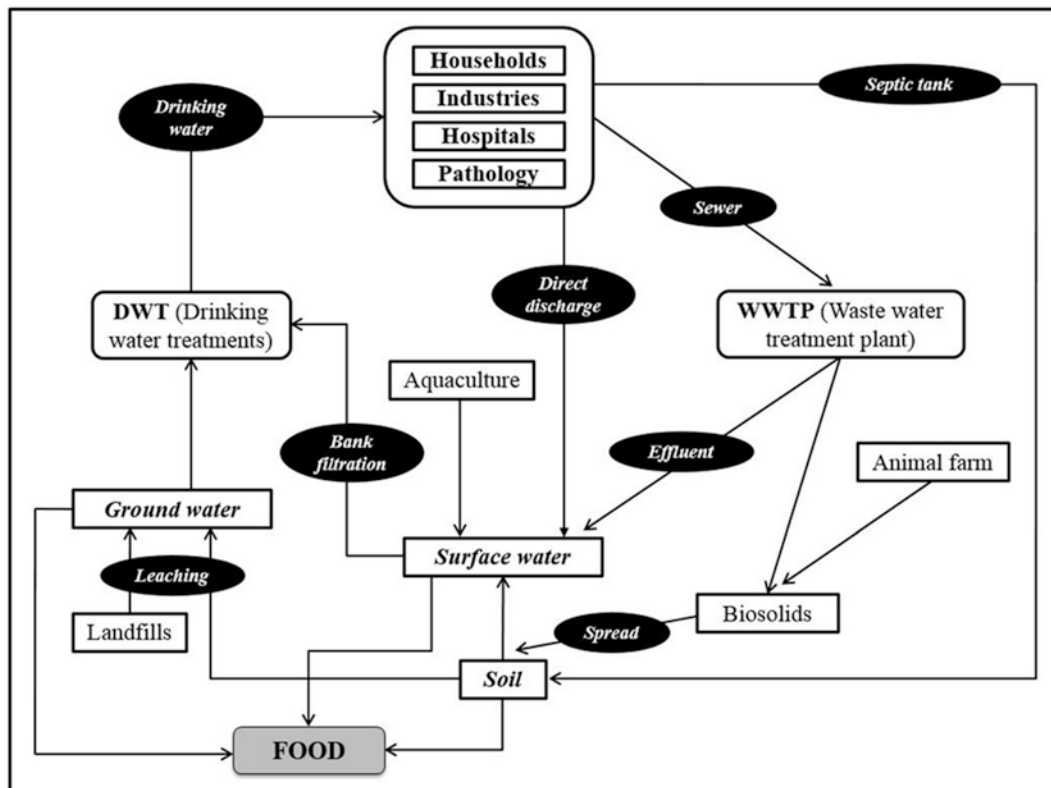 Households
Industries
Hospitals
Pathology
Septic tank
Drinking
water
Sewer
Direct
discharge
DWT (Drinking
water treatments)
WWTP (Waste water
treatment plant)
Aquaculture
Bank
filtration
Effluent
Animal farm
Ground water
Surface water
Leaching
Landfills
Biosolids
Spread
Soil
FOOD